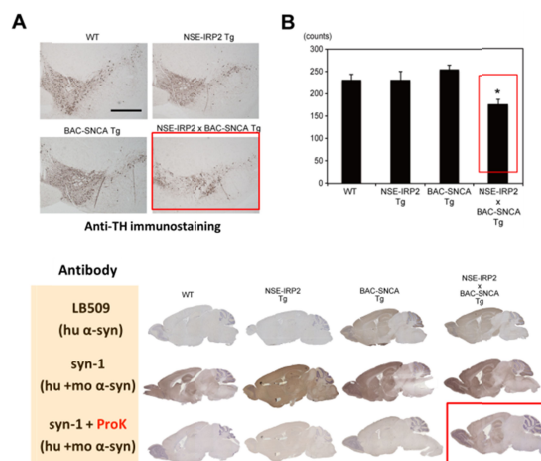 A
WT
NSE-IRP2 Tg
BAC-SNCA Tg
NSE-IRP2 x BAC-SNCA Tg
Anti-TH immunostaining
B
(counts)
300
250
200
150
100
50
0
*
WT
NSE-IRP2
Tg
BAC-SNCA
Tg
NSE-IRP2
x
BAC-SNCA
Tg
Antibody
WT
NSE-IRP2
Tg
BAC-SNCA
Tg
NSE-IRP2
x
BAC-SNCA
Tg
LB509
(hu α-syn)
syn-1
(hu +mo α-syn)
syn-1 + ProK
(hu +mo α-syn)